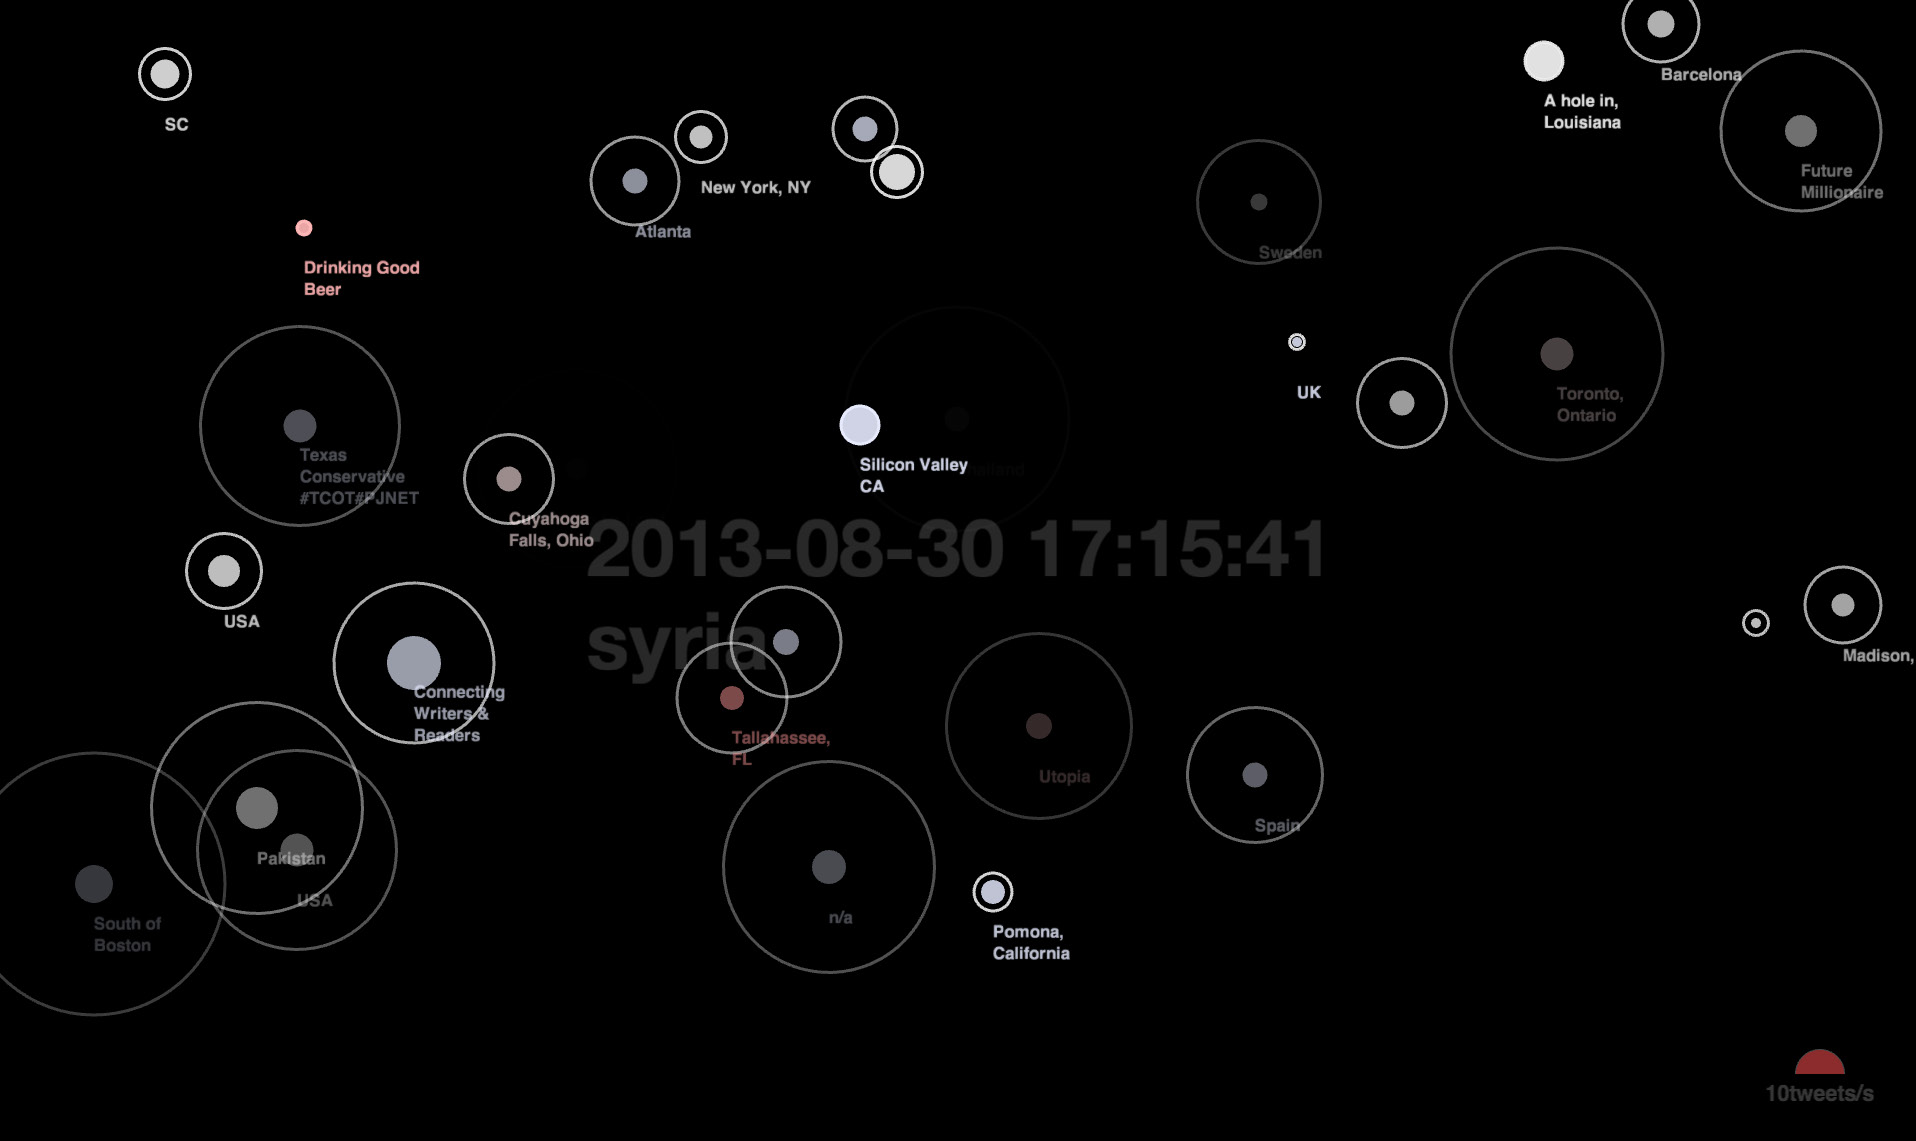 Barcelona
A hole in,
Louisiana
SC
Future
Millionaire
New York, NY
Atlanta
Sweden
Drinking Good
Beer
UK
Toronto,
Ontario
Texas
Conservative
#TCOT#PJNET
Silicon Valley
CA
Cuyahoga
Falls, Ohio
2013-08-30 17:15:41
syria
USA
Madison,
Connecting
Writers &
Readers
Tallahassee,
FL
Utopia
Spain
Pakistan
USA
South of
Boston
n/a
Pomona,
California
10tweets/s